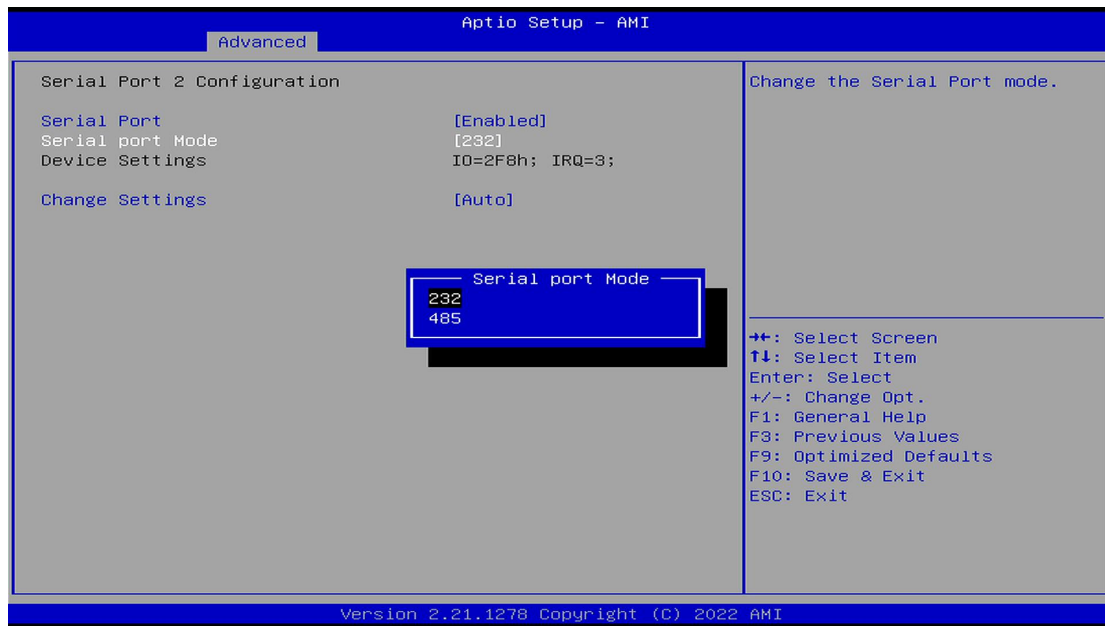 Aptio Setup – AMI
Advanced
Serial Port 2 Configuration
Serial Port [Enabled]
Serial port Mode [232]
Device Settings IO=2F8h; IRQ=3;
Change Settings [Auto]
Serial port Mode
232
485
Change the Serial Port mode.
→←: Select Screen
↑↓: Select Item
Enter: Select
+/-: Change Opt.
F1: General Help
F3: Previous Values
F9: Optimized Defaults
F10: Save & Exit
ESC: Exit
Version 2.21.1278 Copyright (C) 2022 AMI